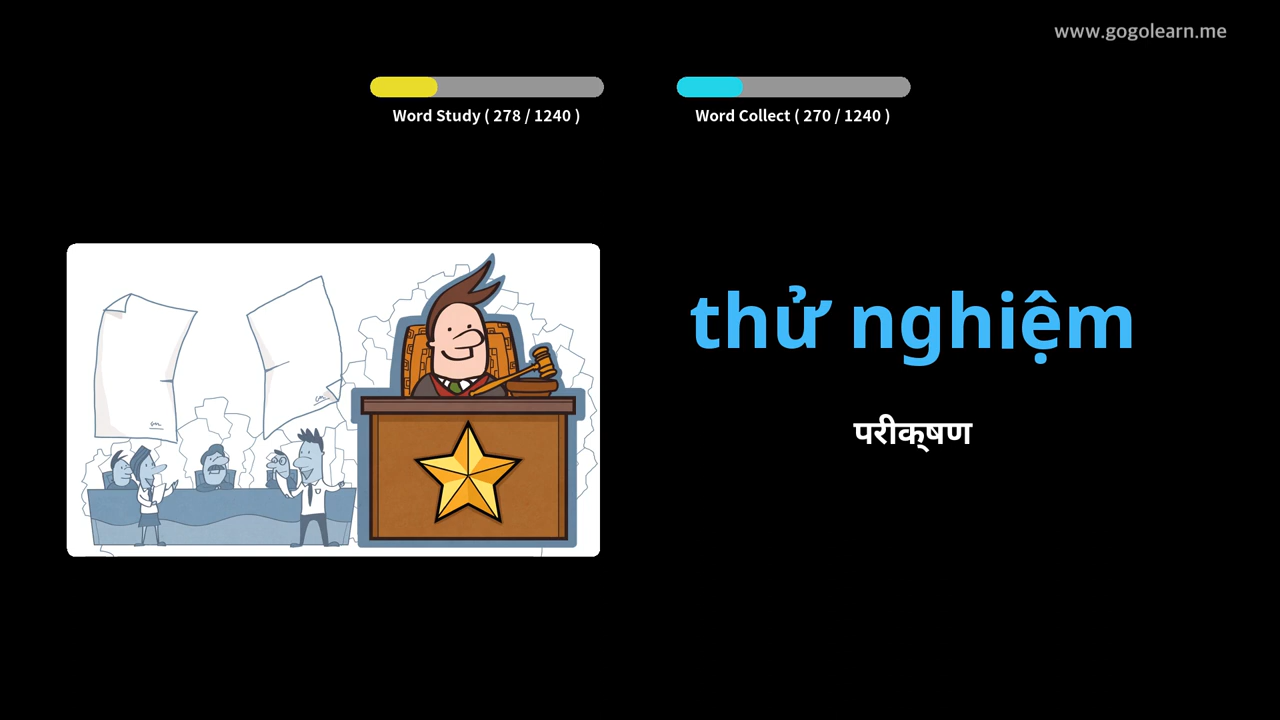 www.gogolearn.me
Word Study ( 278 / 1240 )
Word Collect ( 270 / 1240 )
thử nghiệm
परीक्षण